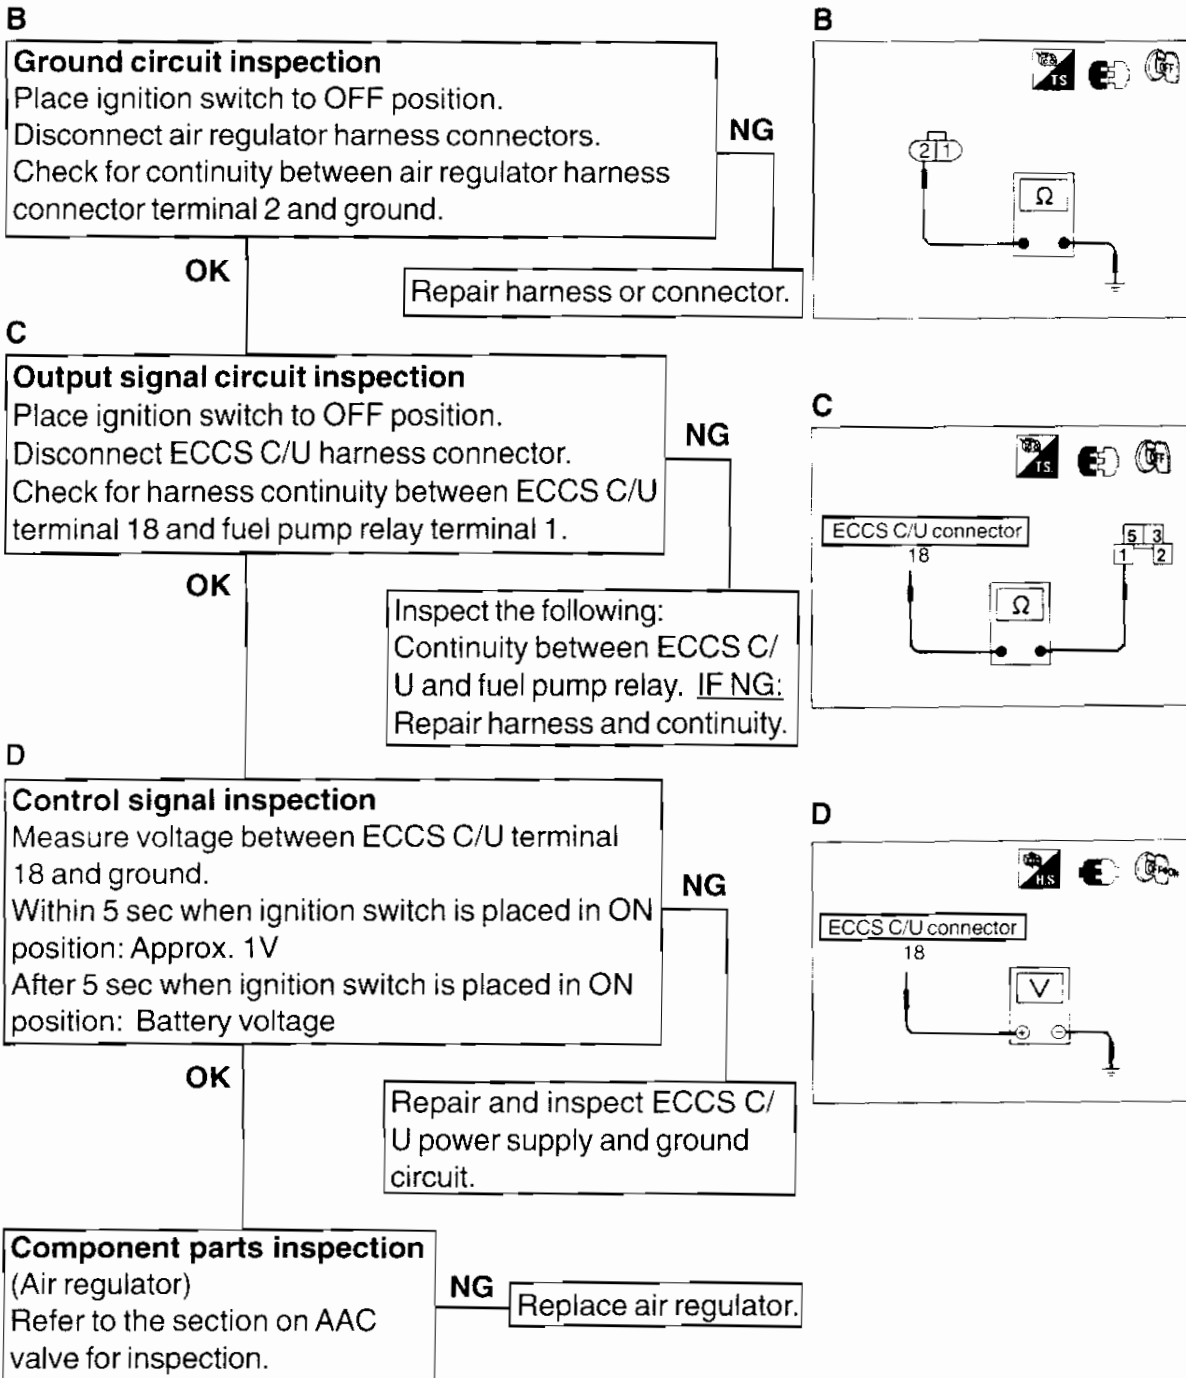 B
Ground circuit inspection
Place ignition switch to OFF position.
Disconnect air regulator harness connectors.
Check for continuity between air regulator harness
connector terminal 2 and ground.
NG
OK
Repair harness or connector.
B
T.S
OFF
2 1
Ω
C
Output signal circuit inspection
Place ignition switch to OFF position.
Disconnect ECCS C/U harness connector.
Check for harness continuity between ECCS C/U
terminal 18 and fuel pump relay terminal 1.
NG
OK
Inspect the following:
Continuity between ECCS C/
U and fuel pump relay. IF NG:
Repair harness and continuity.
C
T.S.
OFF
ECCS C/U connector
18
5 3
1 2
Ω
D
Control signal inspection
Measure voltage between ECCS C/U terminal
18 and ground.
Within 5 sec when ignition switch is placed in ON
position: Approx. 1V
After 5 sec when ignition switch is placed in ON
position: Battery voltage
NG
OK
Repair and inspect ECCS C/
U power supply and ground
circuit.
D
H.S
ECCS C/U connector
18
V
+ −
Component parts inspection
(Air regulator)
Refer to the section on AAC
valve for inspection.
NG
Replace air regulator.